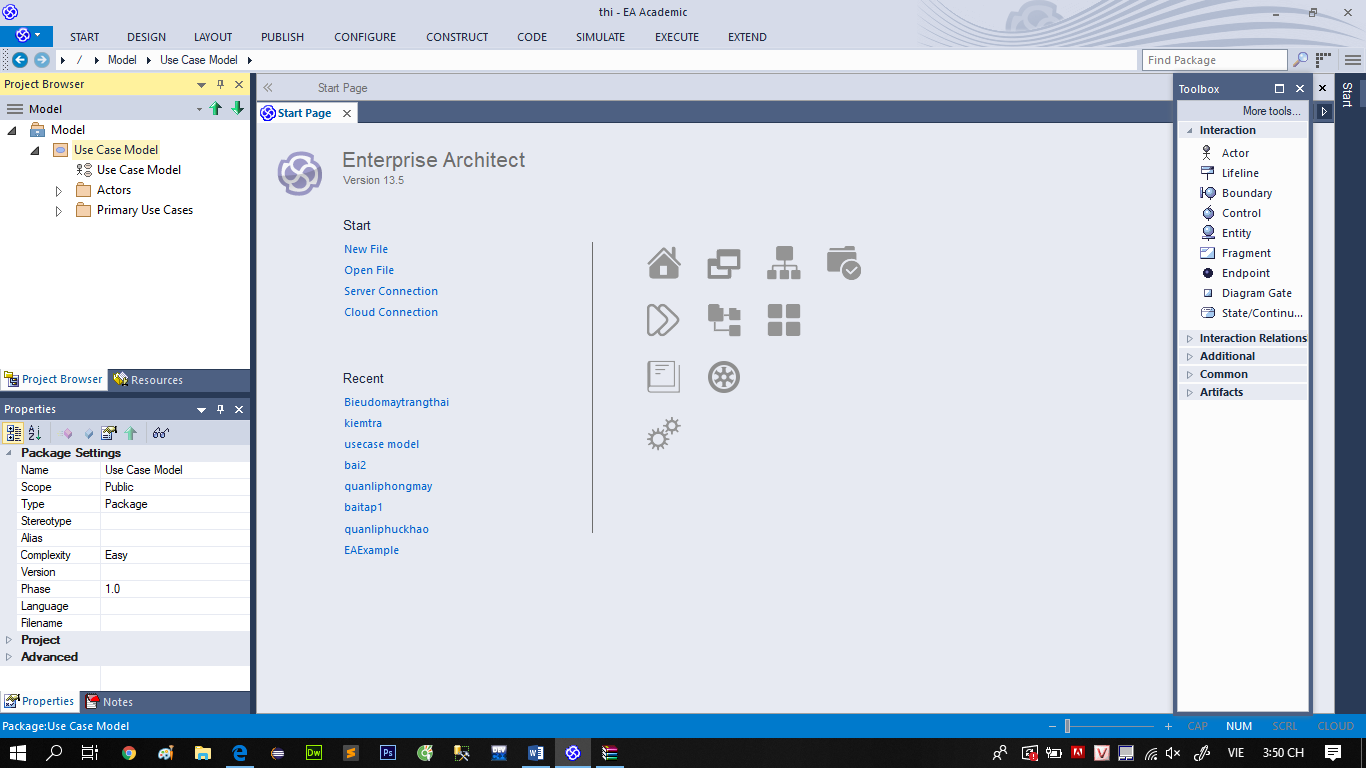 thi - EA Academic
START DESIGN LAYOUT PUBLISH CONFIGURE CONSTRUCT CODE SIMULATE EXECUTE EXTEND
/ Model Use Case Model
Find Package
Project Browser
Model
Model
Use Case Model
Use Case Model
Actors
Primary Use Cases
Project Browser Resources
Properties
Package Settings
Name Use Case Model
Scope Public
Type Package
Stereotype
Alias
Complexity Easy
Version
Phase 1.0
Language
Filename
Project
Advanced
Properties Notes
Start Page
Start Page
Enterprise Architect
Version 13.5
Start
New File
Open File
Server Connection
Cloud Connection
Recent
Bieudomaytrangthai
kiemtra
usecase model
bai2
quanliphongmay
baitap1
quanliphuckhao
EAExample
Toolbox
More tools...
Interaction
Actor
Lifeline
Boundary
Control
Entity
Fragment
Endpoint
Diagram Gate
State/Continu...
Interaction Relations
Additional
Common
Artifacts
Start
Package:Use Case Model
CAP NUM SCRL CLOUD
VIE 3:50 CH